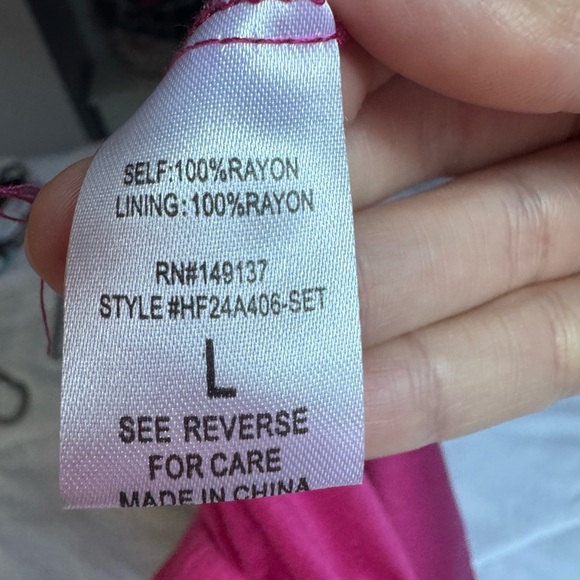 SELF:100%RAYON
LINING:100%RAYON
RN#149137
STYLE #HF24A406-SET
L
SEE REVERSE
FOR CARE
MADE IN CHINA